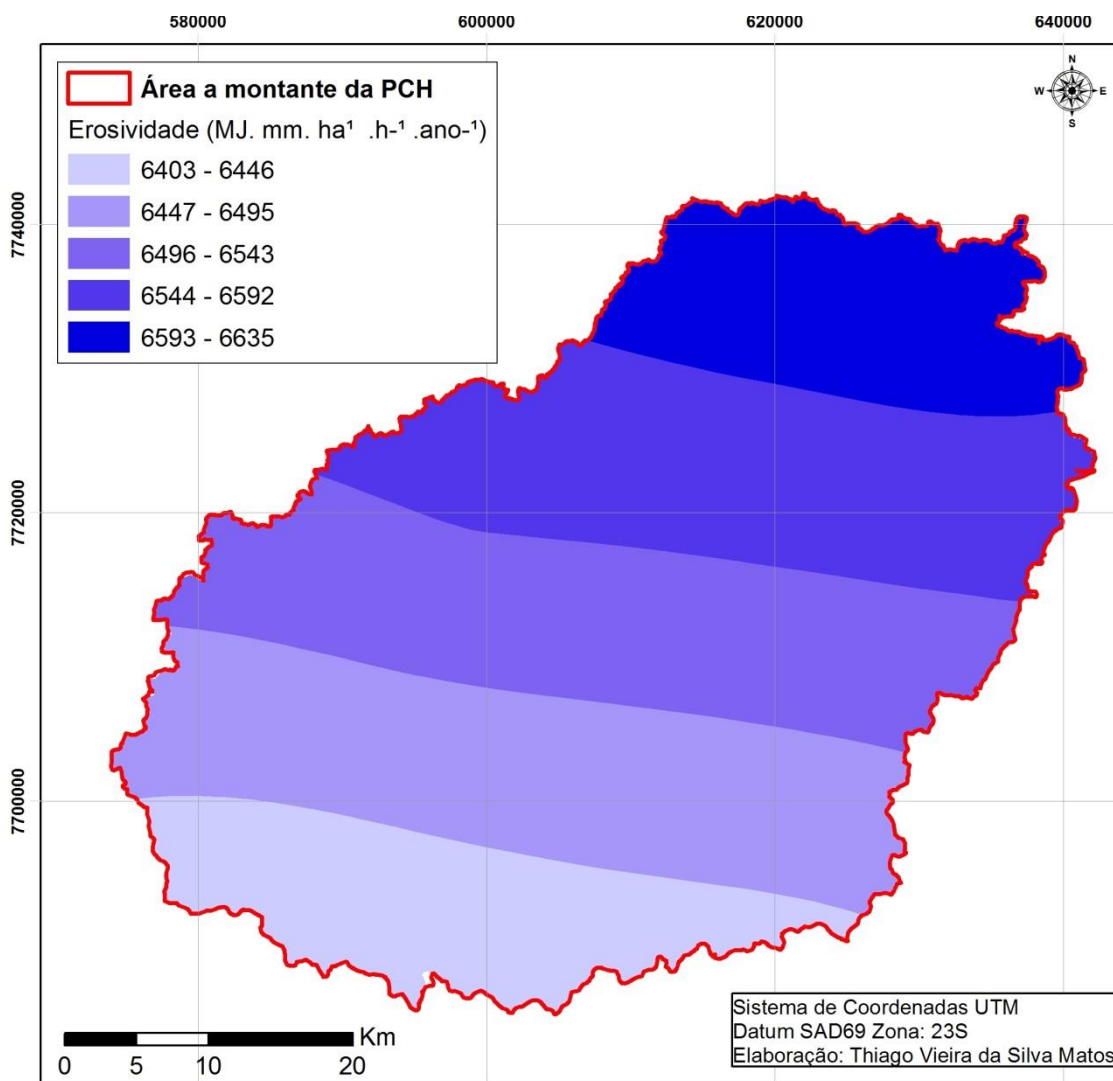 580000 600000 620000 640000
Área a montante da PCH
Erosividade (MJ. mm. ha¹ .h-¹ .ano-¹)
6403 - 6446
6447 - 6495
6496 - 6543
6544 - 6592
6593 - 6635
N
W E
S
7740000
7720000
7700000
Km
0 5 10 20
Sistema de Coordenadas UTM
Datum SAD69 Zona: 23S
Elaboração: Thiago Vieira da Silva Matos